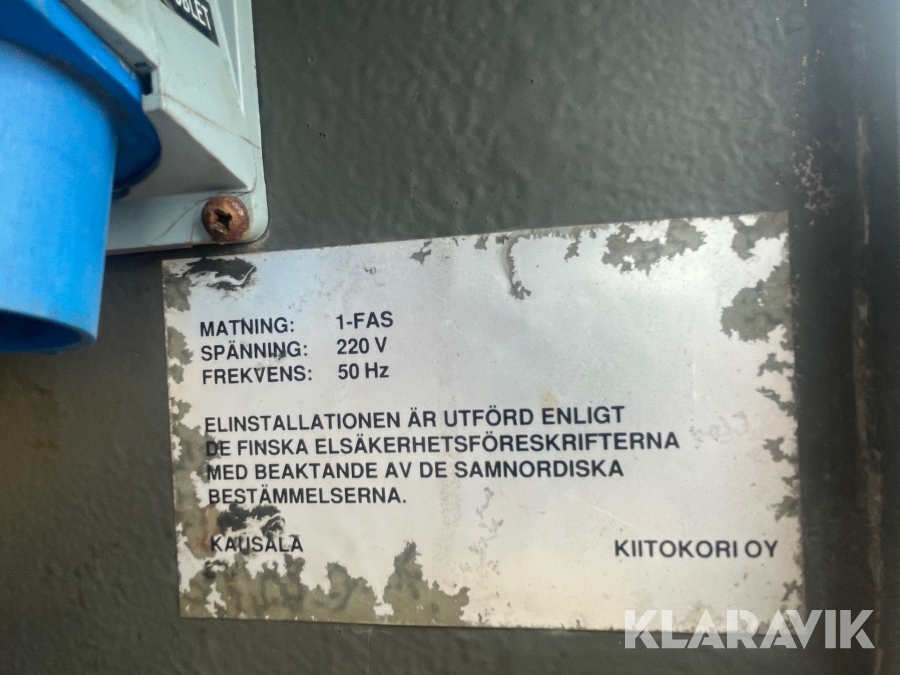 MATNING: 1-FAS
SPÄNNING: 220 V
FREKVENS: 50 Hz
ELINSTALLATIONEN ÄR UTFÖRD ENLIGT
DE FINSKA ELSÄKERHETSFÖRESKRIFTERNA
MED BEAKTANDE AV DE SAMNORDISKA
BESTÄMMELSERNA.
KAUSALA KIITOKORI OY
KLARAVIK